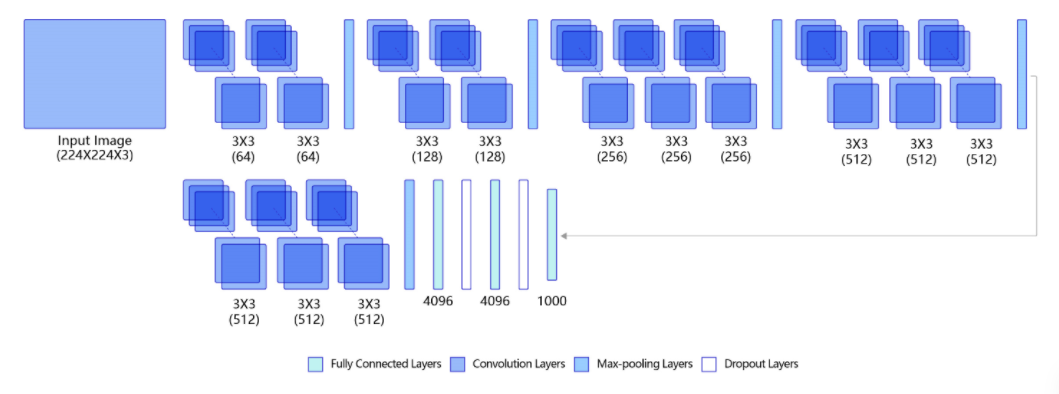 Input Image
(224X224X3)
3X3
(64)
3X3
(64)
3X3
(128)
3X3
(128)
3X3
(256)
3X3
(256)
3X3
(256)
3X3
(512)
3X3
(512)
3X3
(512)
3X3
(512)
3X3
(512)
3X3
(512)
4096
4096
1000
Fully Connected Layers
Convolution Layers
Max-pooling Layers
Dropout Layers